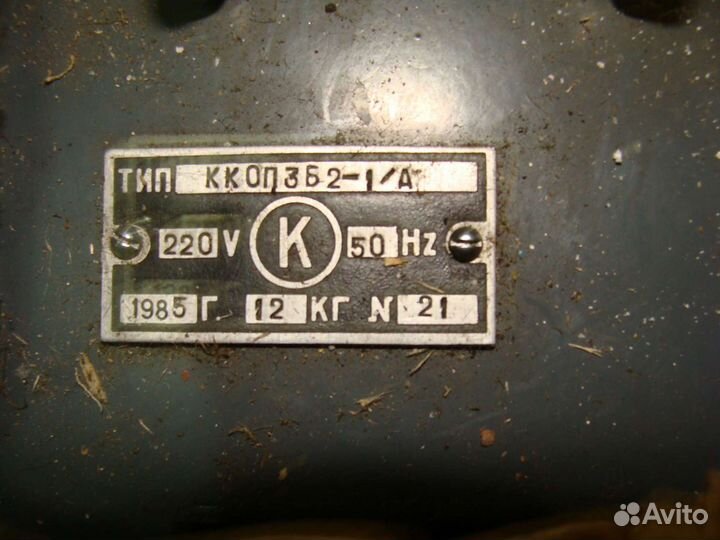 ТИП ККОП3Б2-1/А
220 V К 50 Hz
1985 Г. 12 КГ N 21
Avito